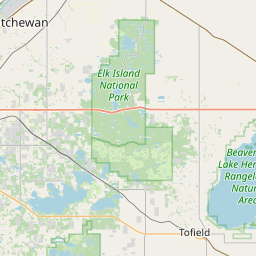 tchewan
Elk Island
National
Park
Beaver
Lake Her
Rangel
Natur
Area
Tofield